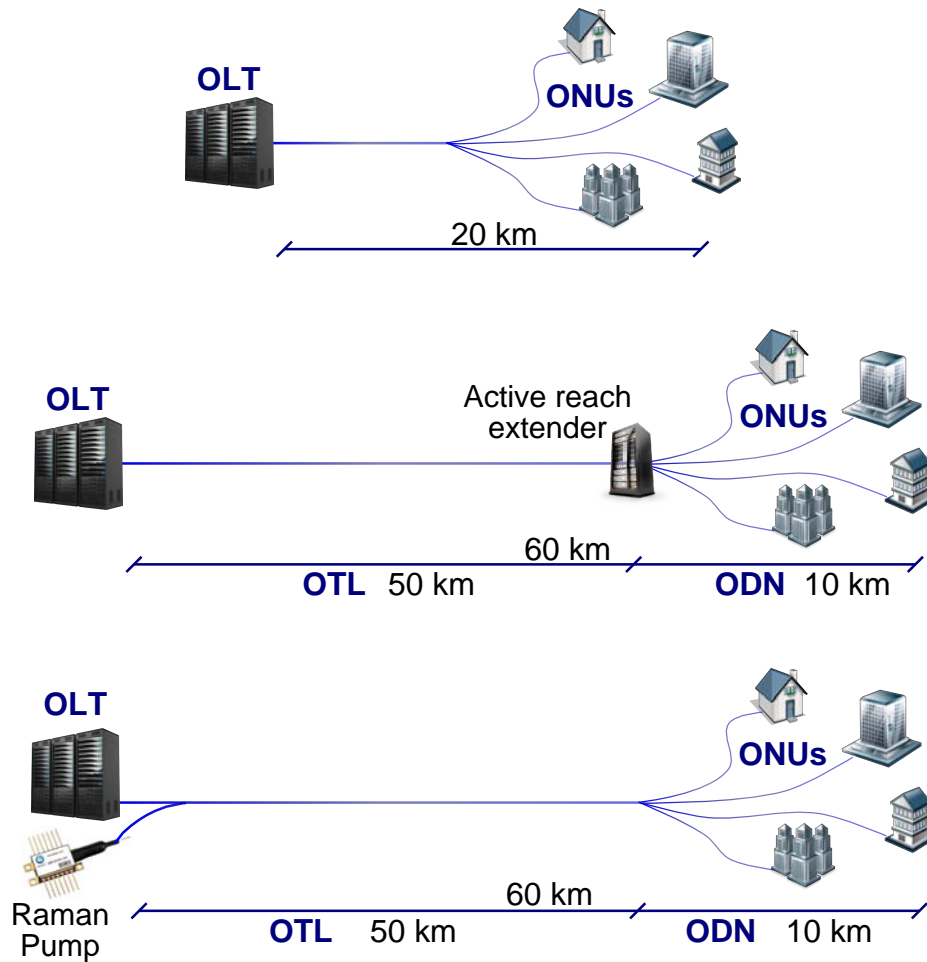 OLT
ONUs
20 km
OLT
Active reach
extender
ONUs
60 km
OTL 50 km
ODN 10 km
OLT
ONUs
Raman
Pump
60 km
OTL 50 km
ODN 10 km